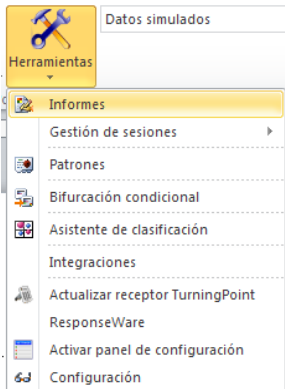 Datos simulados
Herramientas
Informes
Gestión de sesiones
Patrones
Bifurcación condicional
Asistente de clasificación
Integraciones
Actualizar receptor TurningPoint
ResponseWare
Activar panel de configuración
Configuración